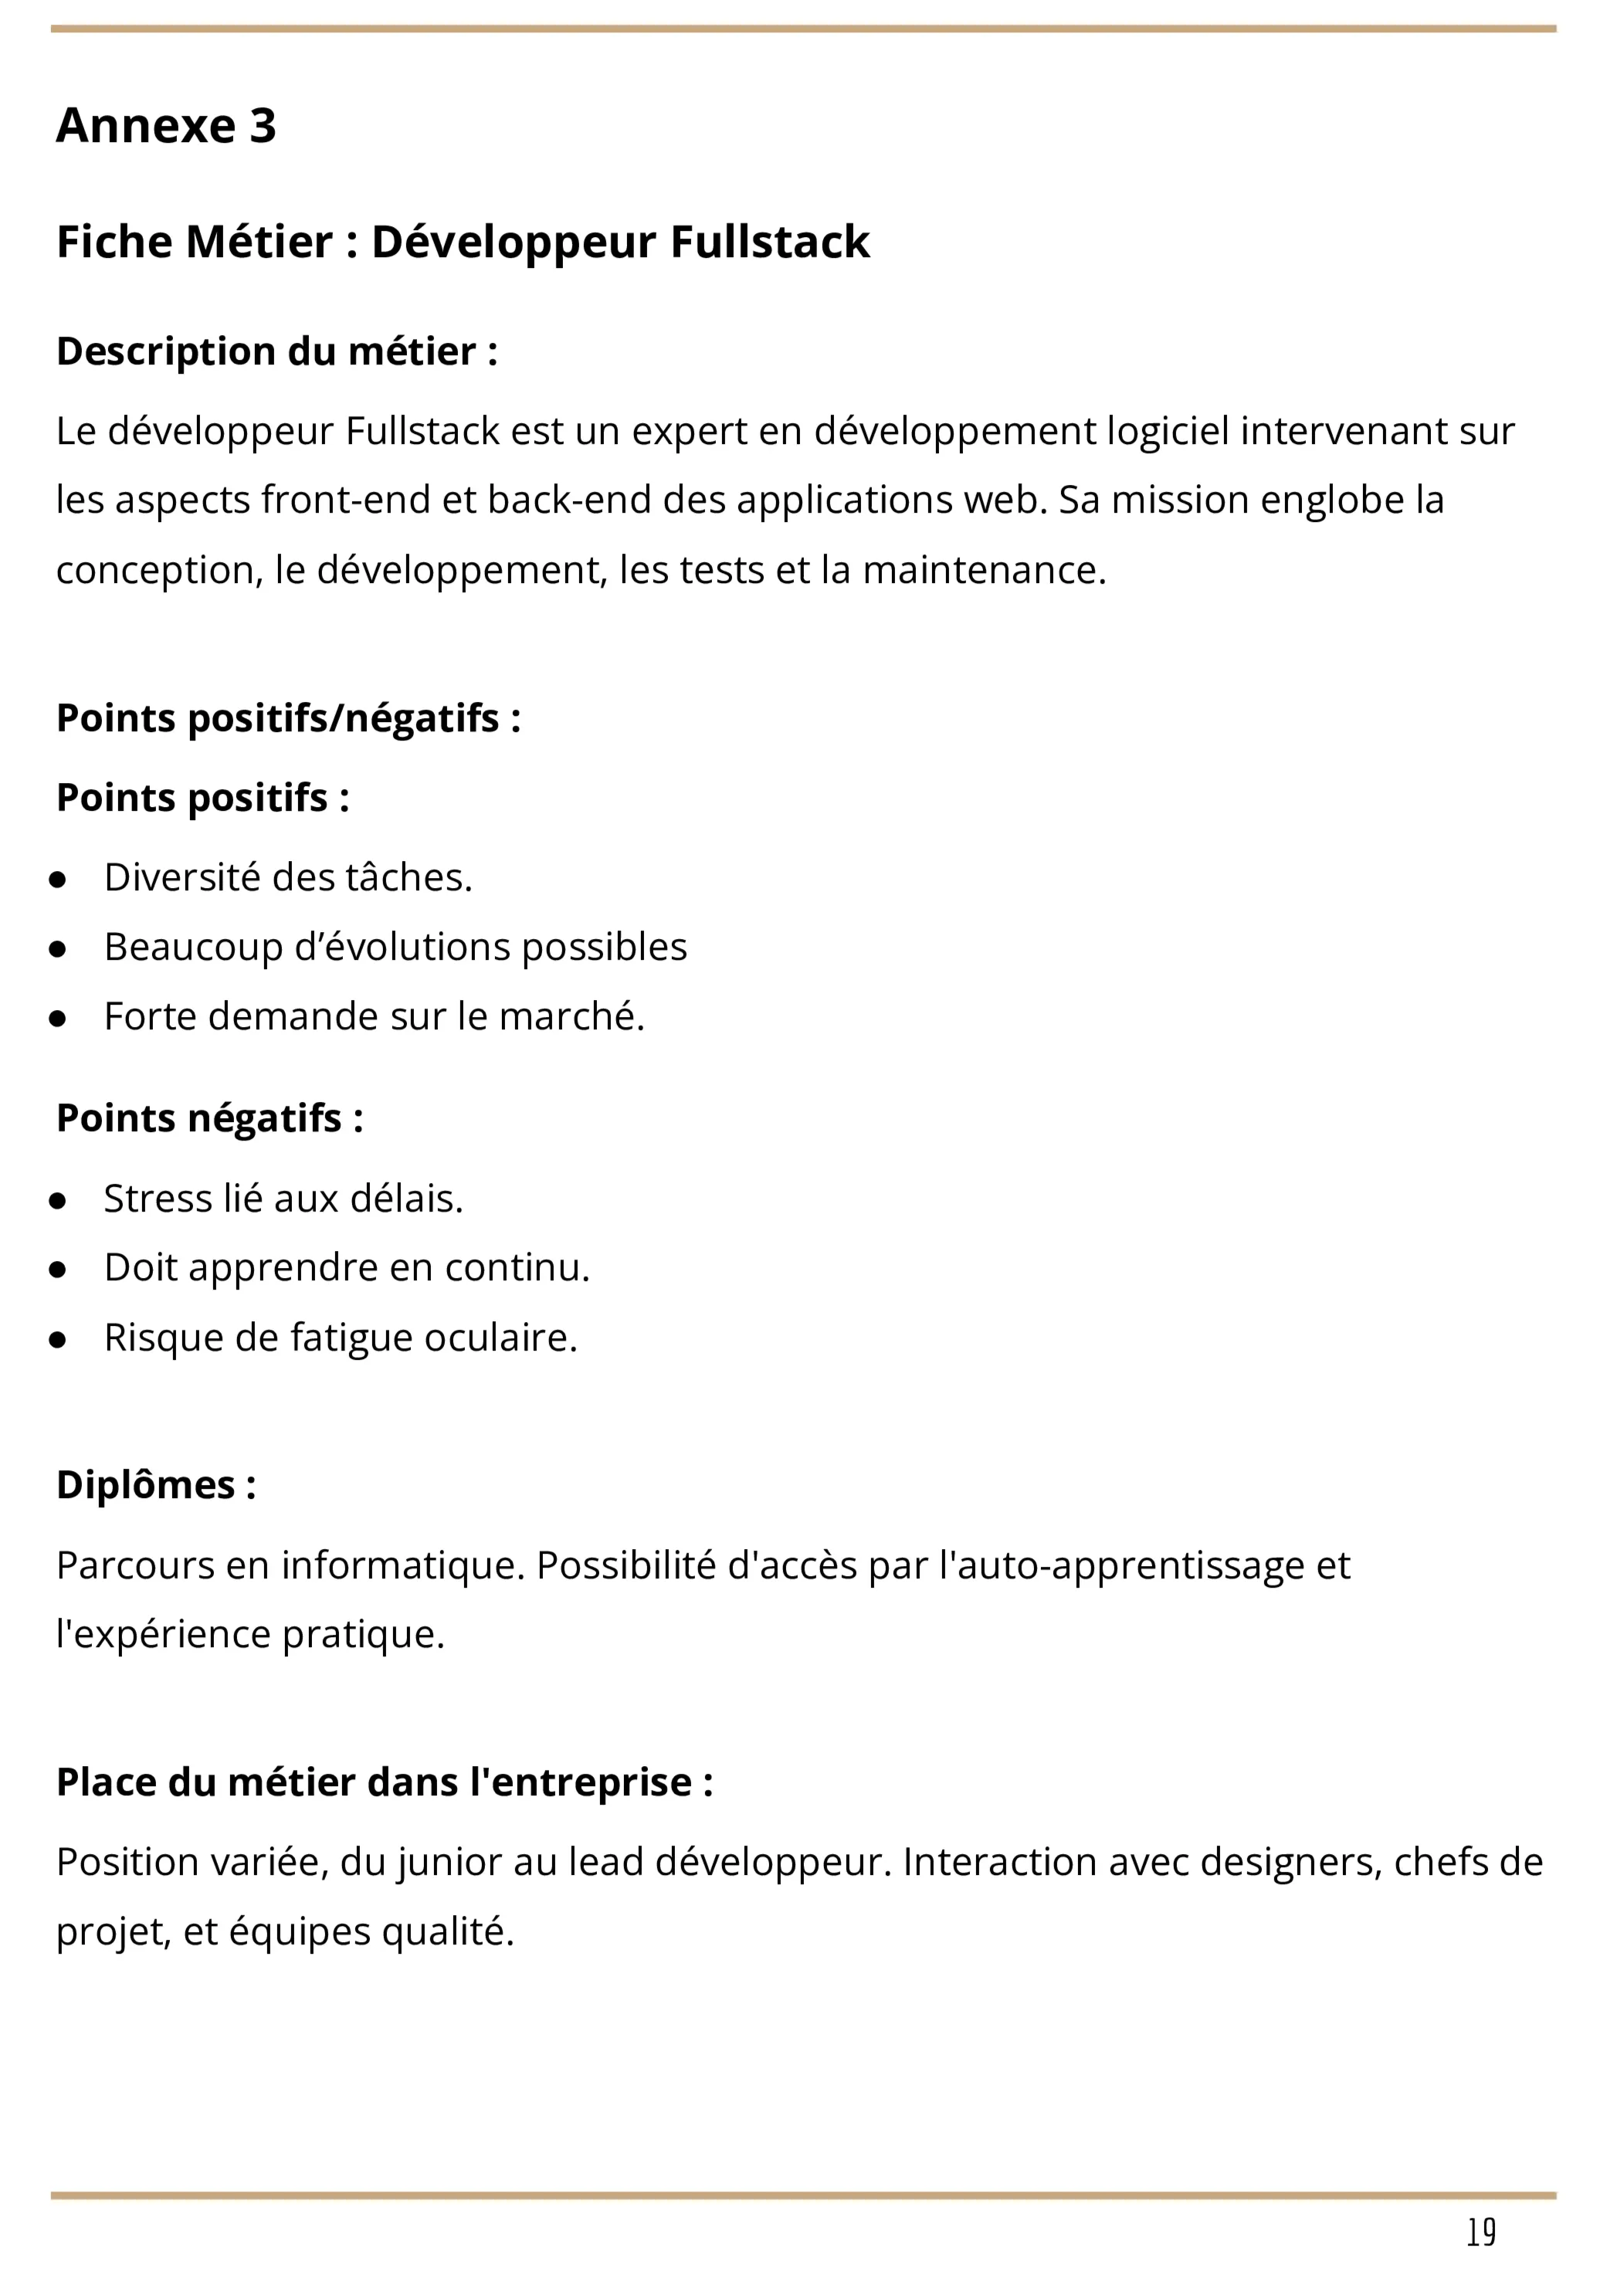 Annexe 3
Fiche Métier : Développeur Fullstack
Description du métier :
Le développeur Fullstack est un expert en développement logiciel intervenant sur
les aspects front-end et back-end des applications web. Sa mission englobe la
conception, le développement, les tests et la maintenance.
Points positifs/négatifs :
Points positifs :
● Diversité des tâches.
● Beaucoup d’évolutions possibles
● Forte demande sur le marché.
Points négatifs :
● Stress lié aux délais.
● Doit apprendre en continu.
● Risque de fatigue oculaire.
Diplômes :
Parcours en informatique. Possibilité d'accès par l'auto-apprentissage et
l'expérience pratique.
Place du métier dans l'entreprise :
Position variée, du junior au lead développeur. Interaction avec designers, chefs de
projet, et équipes qualité.
19